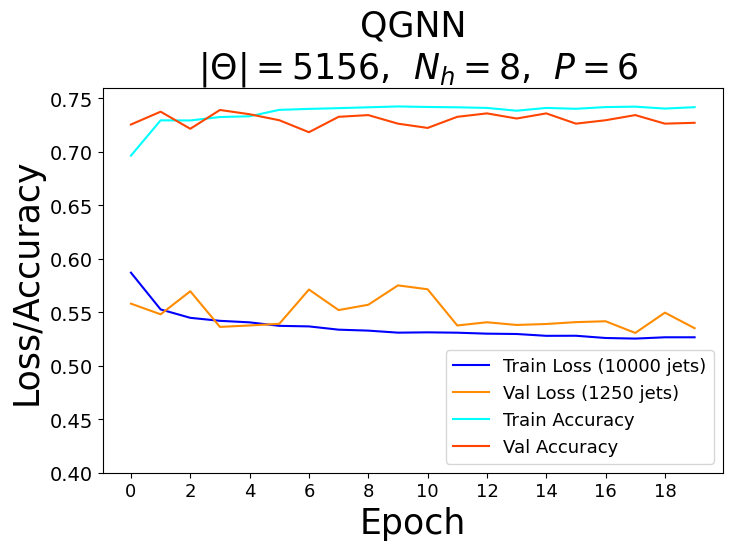 QGNN
|Θ| = 5156, N_h = 8, P = 6
Loss/Accuracy
0.75
0.70
0.65
0.60
0.55
0.50
0.45
0.40
Train Loss (10000 jets)
Val Loss (1250 jets)
Train Accuracy
Val Accuracy
0 2 4 6 8 10 12 14 16 18
Epoch